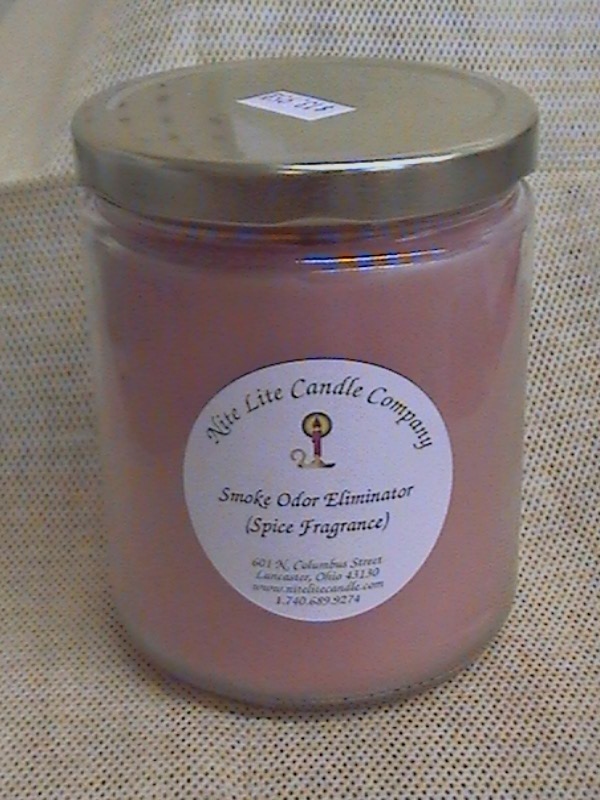 Nite Lite Candle Company
Smoke Odor Eliminator
(Spice Fragrance)
601 N. Columbus Street
Lancaster, Ohio 43130
www.nitelitecandle.com
1.740.689.9274